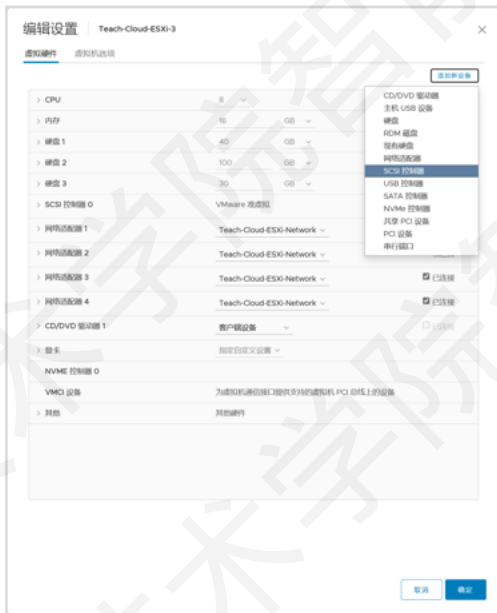 编辑设置 Teach-Cloud-ESXi-3
虚拟硬件 虚拟机选项
添加新设备
CD/DVD 驱动器
主机 USB 设备
硬盘
RDM 磁盘
现有硬盘
网络适配器
SCSI 控制器
USB 控制器
SATA 控制器
NVMe 控制器
共享 PCI 设备
PCI 设备
串行端口
CPU 8
内存 16 GB
硬盘 1 40 GB
硬盘 2 100 GB
硬盘 3 30 GB
SCSI 控制器 0 VMware 准虚拟
网络适配器 1 Teach-Cloud-ESXi-Network
网络适配器 2 Teach-Cloud-ESXi-Network
网络适配器 3 Teach-Cloud-ESXi-Network 已连接
网络适配器 4 Teach-Cloud-ESXi-Network 已连接
CD/DVD 驱动器 1 客户端设备 已连接
显卡 指定自定义设置
NVME 控制器 0
VMCI 设备 为虚拟机通信接口提供支持的虚拟机 PCI 总线上的设备
其他 其他硬件
取消 确定